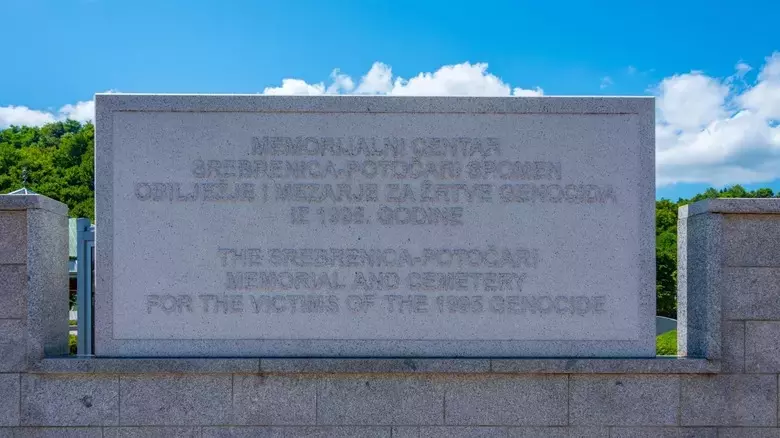 MEMORIJALNI CENTAR
SREBRENICA-POTOČARI SPOMEN
OBILJEŽJE I MEZARJE ZA ŽRTVE GENOCIDA
IZ 1995. GODINE
THE SREBRENICA-POTOČARI
MEMORIAL AND CEMETERY
FOR THE VICTIMS OF THE 1995 GENOCIDE